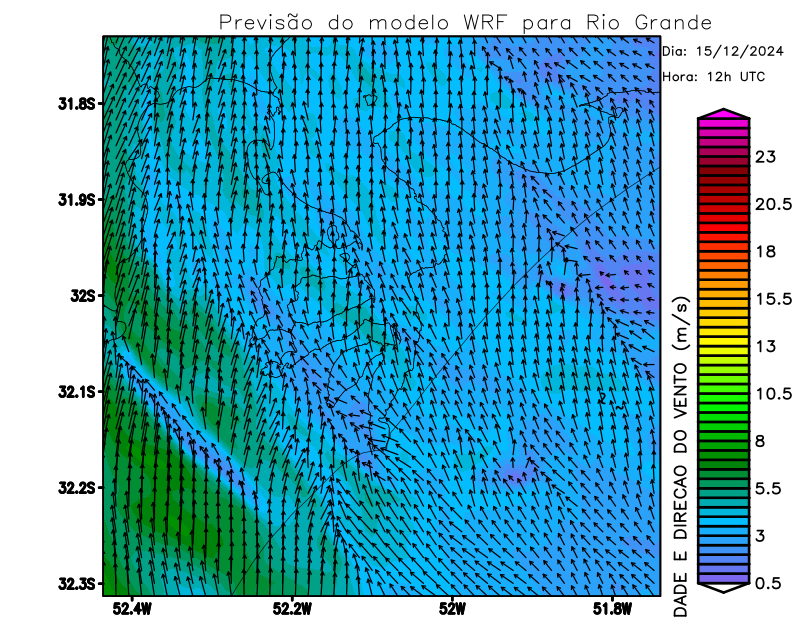 Previsão do modelo WRF para Rio Grande
Dia: 15/12/2024
Hora: 12h UTC
31.8S
31.9S
32S
32.1S
32.2S
32.3S
52.4W
52.2W
52W
51.8W
23
20.5
18
15.5
13
10.5
8
5.5
3
0.5
DADE E DIRECAO DO VENTO (m/s)